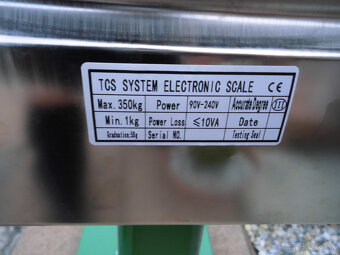 TCS SYSTEM ELECTRONIC SCALE CE
Max.350kg Power 90V-240V Accurate Degree III
Min.1kg Power Loss ≤10VA Date
Graduation:50g Serial NO. Testing Seal